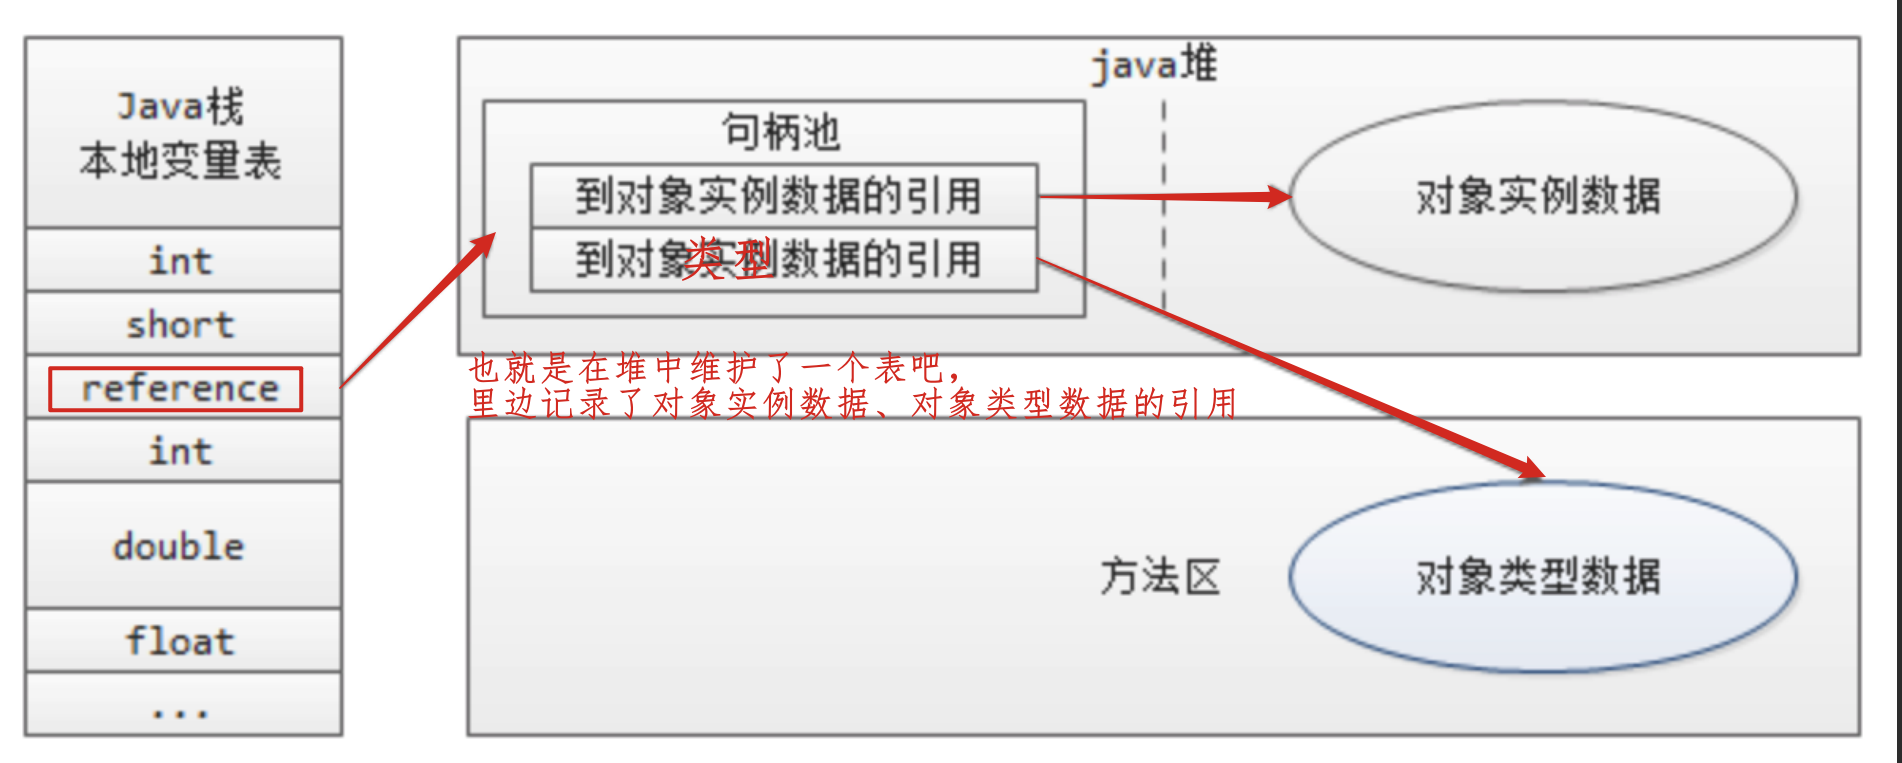 Java栈
本地变量表
int
short
reference
int
double
float
...
java堆
句柄池
到对象实例数据的引用
到对象实例数据的引用
类型
对象实例数据
也就是在堆中维护了一个表吧，
里边记录了对象实例数据、对象类型数据的引用
方法区
对象类型数据